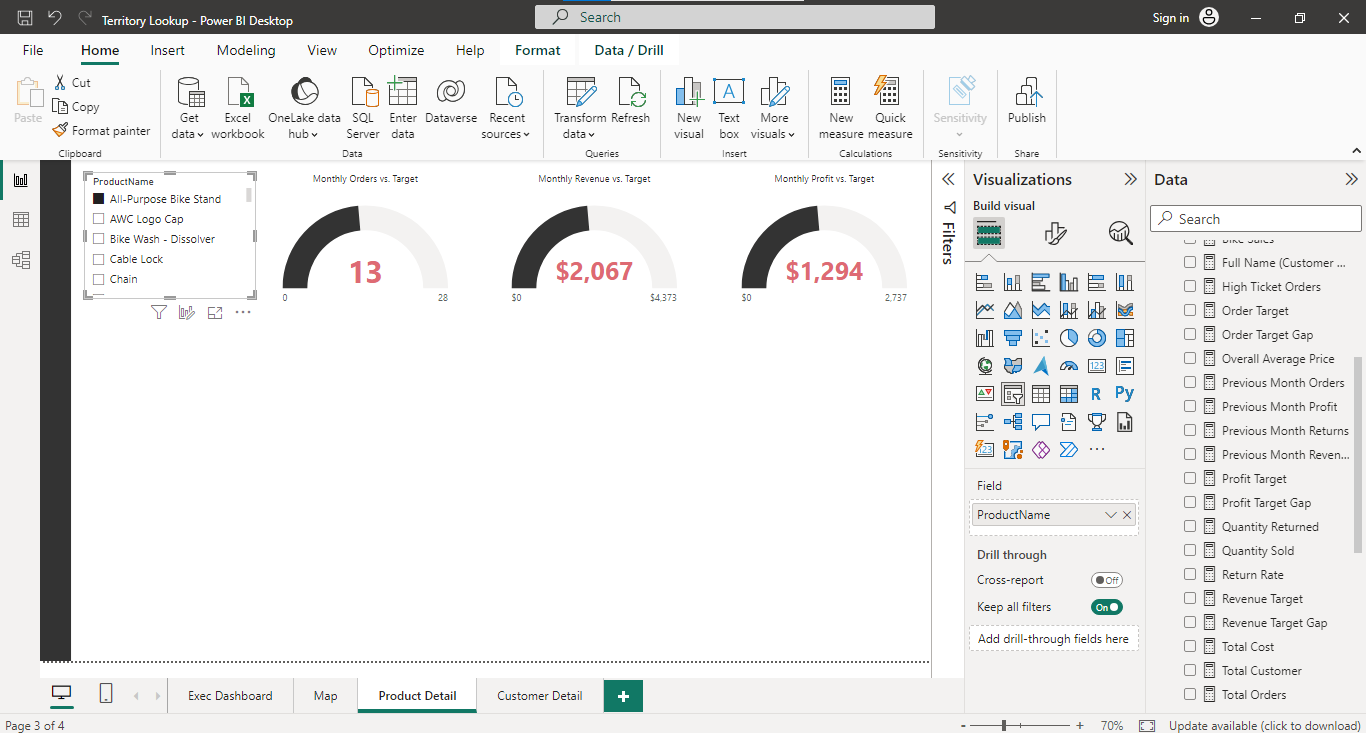 Territory Lookup - Power BI Desktop
Search
Sign in
File
Home
Insert
Modeling
View
Optimize
Help
Format
Data / Drill
Paste
Cut
Copy
Format painter
Clipboard
Get data
Excel workbook
OneLake data hub
SQL Server
Enter data
Dataverse
Recent sources
Data
Transform data
Refresh
Queries
New visual
Text box
More visuals
Insert
New measure
Quick measure
Calculations
Sensitivity
Sensitivity
Publish
Share
ProductName
All-Purpose Bike Stand
AWC Logo Cap
Bike Wash - Dissolver
Cable Lock
Chain
Monthly Orders vs. Target
13
0
28
Monthly Revenue vs. Target
$2,067
$0
$4,373
Monthly Profit vs. Target
$1,294
$0
2,737
Filters
Visualizations
Build visual
123
R
Py
123
Field
ProductName
Drill through
Cross-report
Off
Keep all filters
On
Add drill-through fields here
Data
Search
Bike Sales
Full Name (Customer ...
High Ticket Orders
Order Target
Order Target Gap
Overall Average Price
Previous Month Orders
Previous Month Profit
Previous Month Returns
Previous Month Reven...
Profit Target
Profit Target Gap
Quantity Returned
Quantity Sold
Return Rate
Revenue Target
Revenue Target Gap
Total Cost
Total Customer
Total Orders
Exec Dashboard
Map
Product Detail
Customer Detail
+
Page 3 of 4
-
+
70%
Update available (click to download)